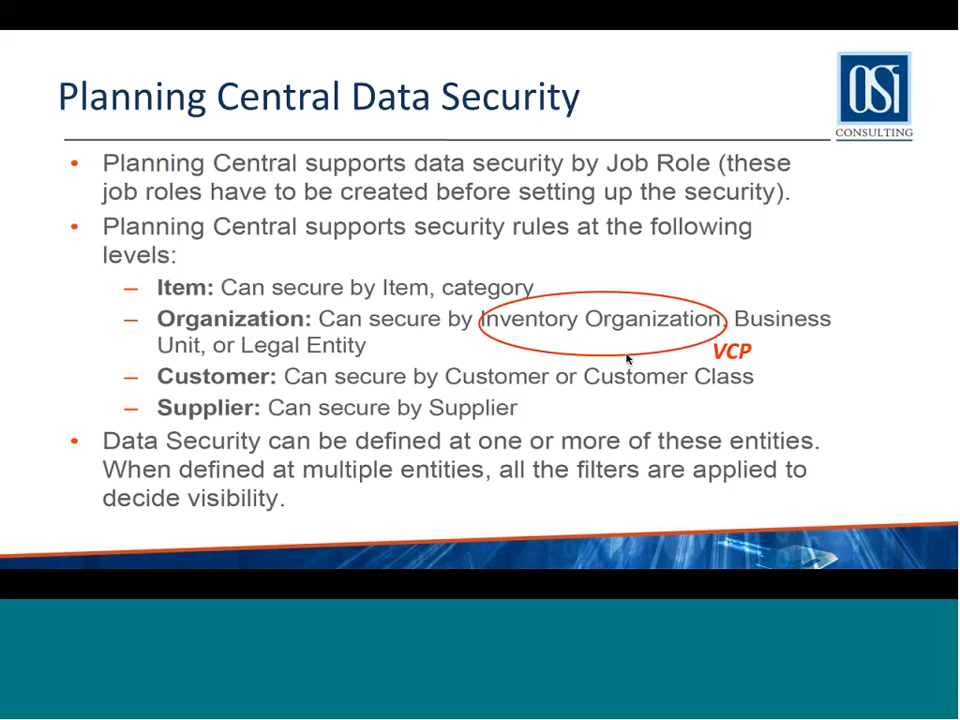 Planning Central Data Security
OSI
CONSULTING
• Planning Central supports data security by Job Role (these
job roles have to be created before setting up the security).
• Planning Central supports security rules at the following
levels:
– Item: Can secure by Item, category
– Organization: Can secure by Inventory Organization, Business
Unit, or Legal Entity
VCP
– Customer: Can secure by Customer or Customer Class
– Supplier: Can secure by Supplier
• Data Security can be defined at one or more of these entities.
When defined at multiple entities, all the filters are applied to
decide visibility.